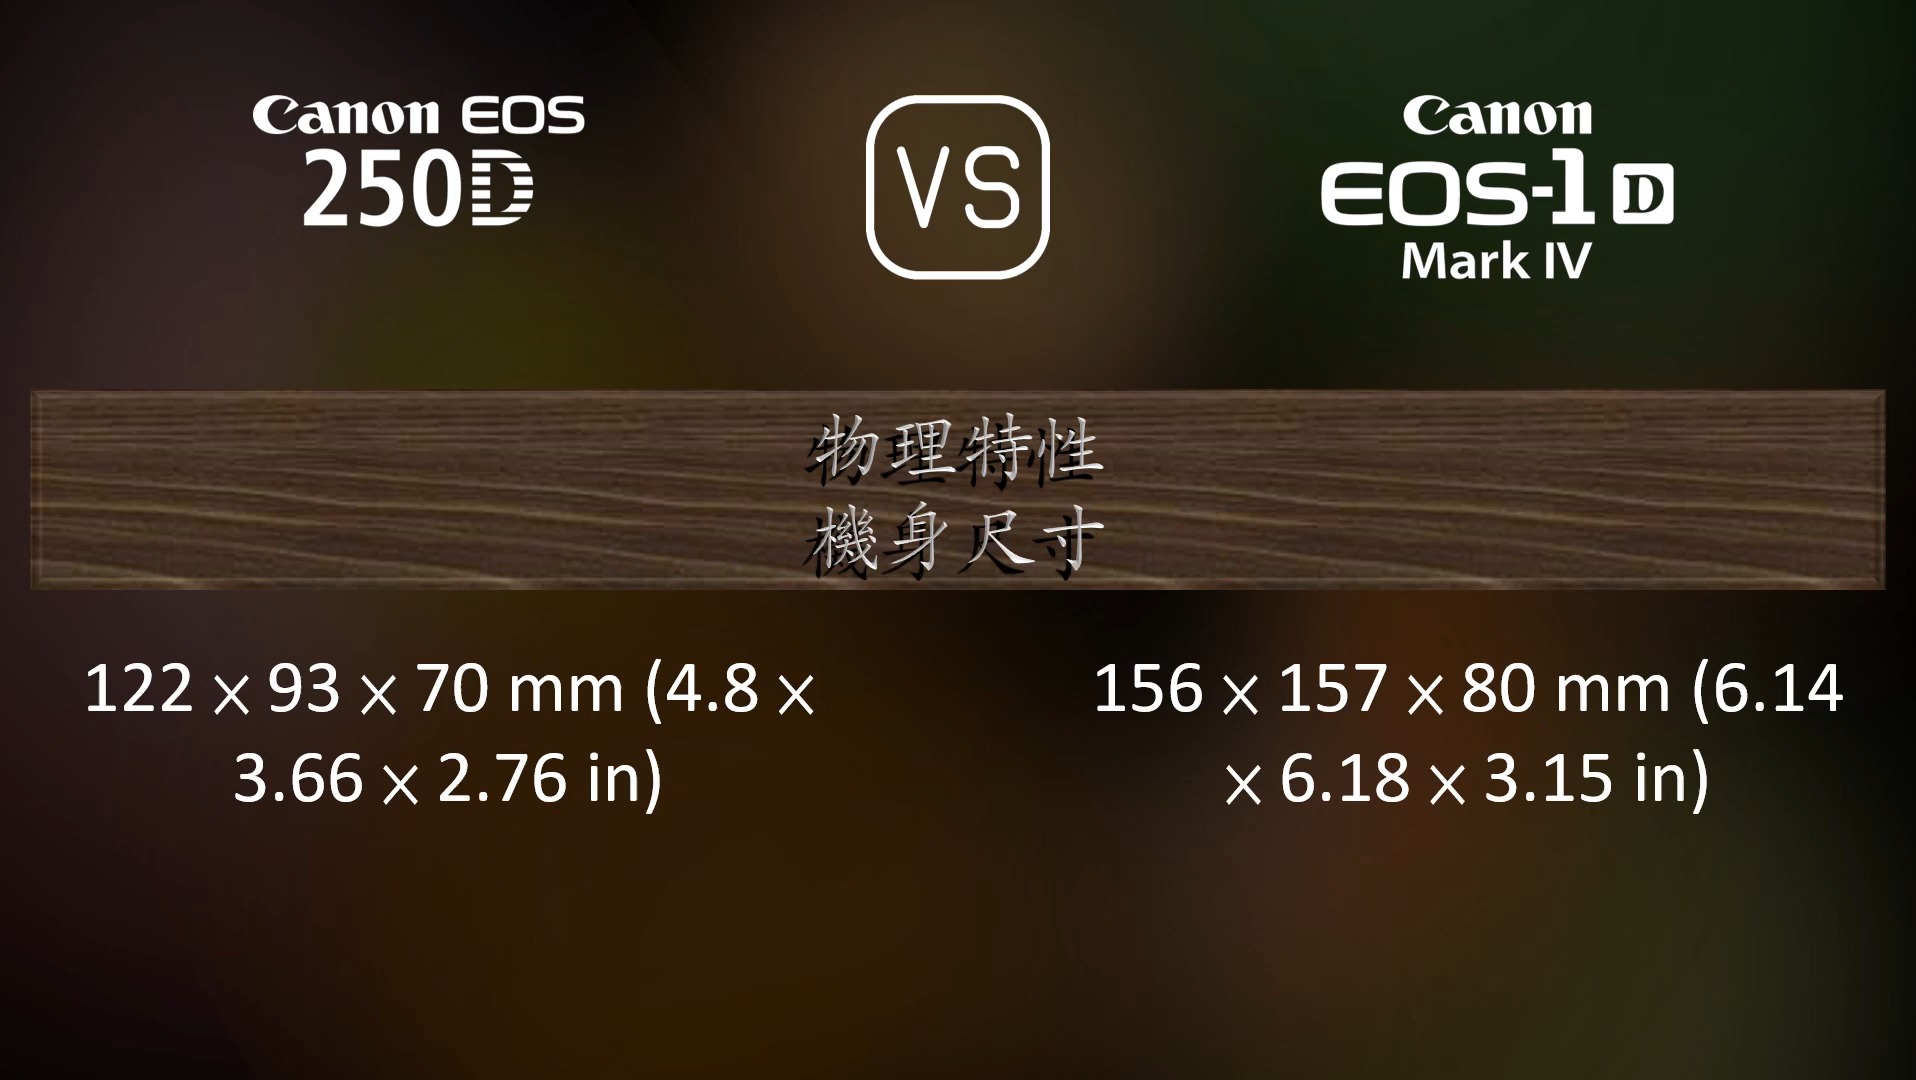 Canon EOS
250D
VS
Canon
EOS-1D
Mark IV
物理特性
機身尺寸
122 x 93 x 70 mm (4.8 x
3.66 x 2.76 in)
156 x 157 x 80 mm (6.14
x 6.18 x 3.15 in)